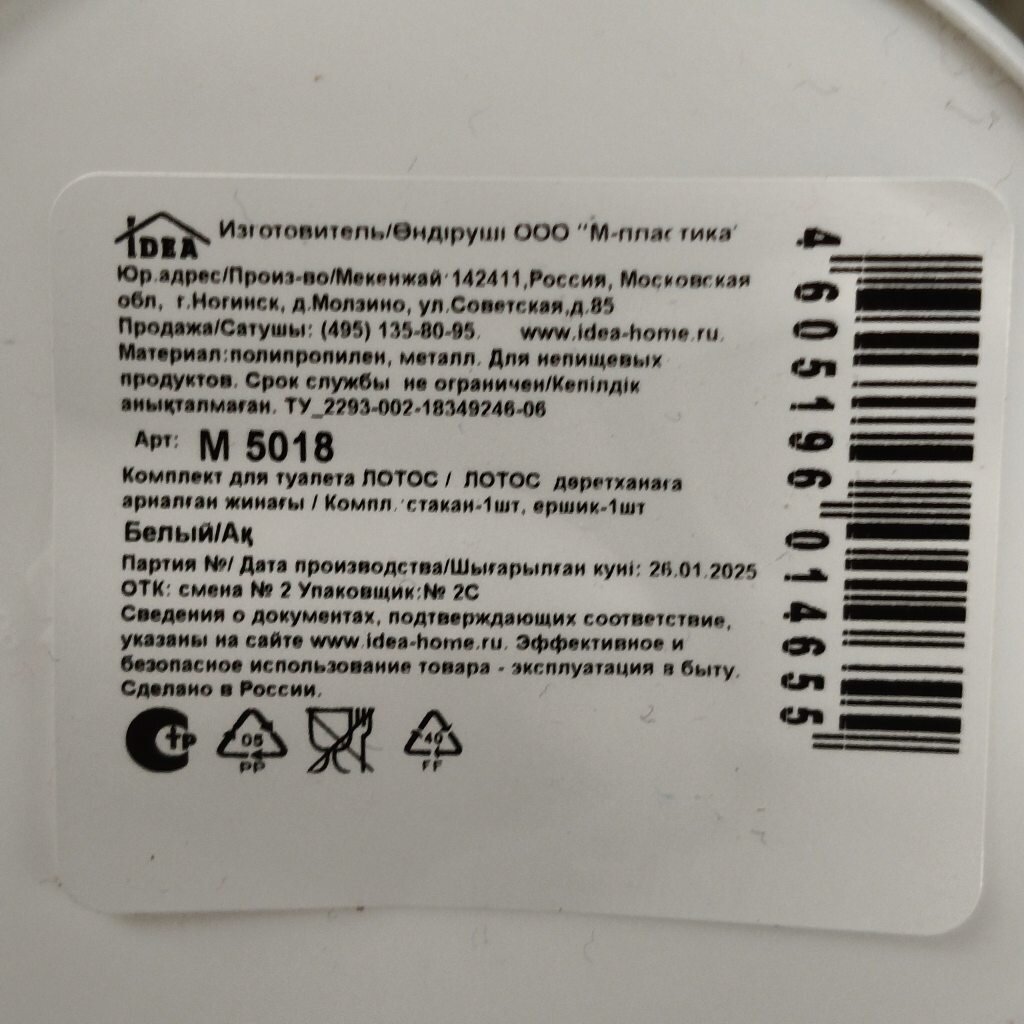 IDEA
Изготовитель/Өндіруші ООО "М-пластика"
Юр.адрес/Произ-во/Мекенжай 142411,Россия, Московская
обл, г.Ногинск, д.Молзино, ул.Советская,д.85
Продажа/Сатушы: (495) 135-80-95. www.idea-home.ru.
Материал:полипропилен, металл. Для непищевых
продуктов. Срок службы не ограничен/Кепілдік
анықталмаған. ТУ_2293-002-18349246-06
Арт: М 5018
Комплект для туалета ЛОТОС / ЛОТОС дәретханаға
арналған жинағы / Компл. стакан-1шт, ершик-1шт
Белый/Ақ
Партия №/ Дата производства/Шығарылған күні: 26.01.2025
ОТК: смена № 2 Упаковщик:№ 2С
Сведения о документах, подтверждающих соответствие,
указаны на сайте www.idea-home.ru. Эффективное и
безопасное использование товара - эксплуатация в быту.
Сделано в России.
05
PP
40
FF
4 605196 014655